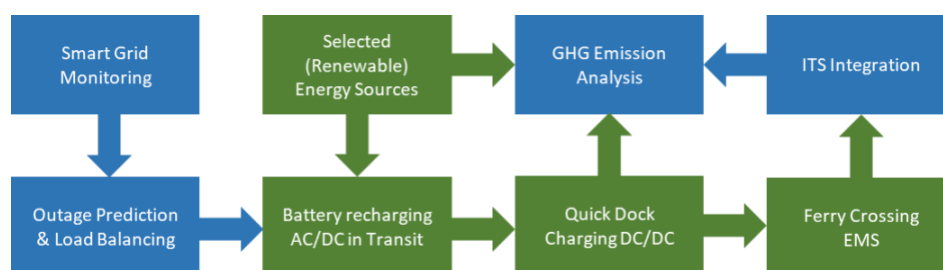 Smart Grid
Monitoring
Selected
(Renewable)
Energy Sources
GHG Emission
Analysis
ITS Integration
Outage Prediction
& Load Balancing
Battery recharging
AC/DC in Transit
Quick Dock
Charging DC/DC
Ferry Crossing
EMS